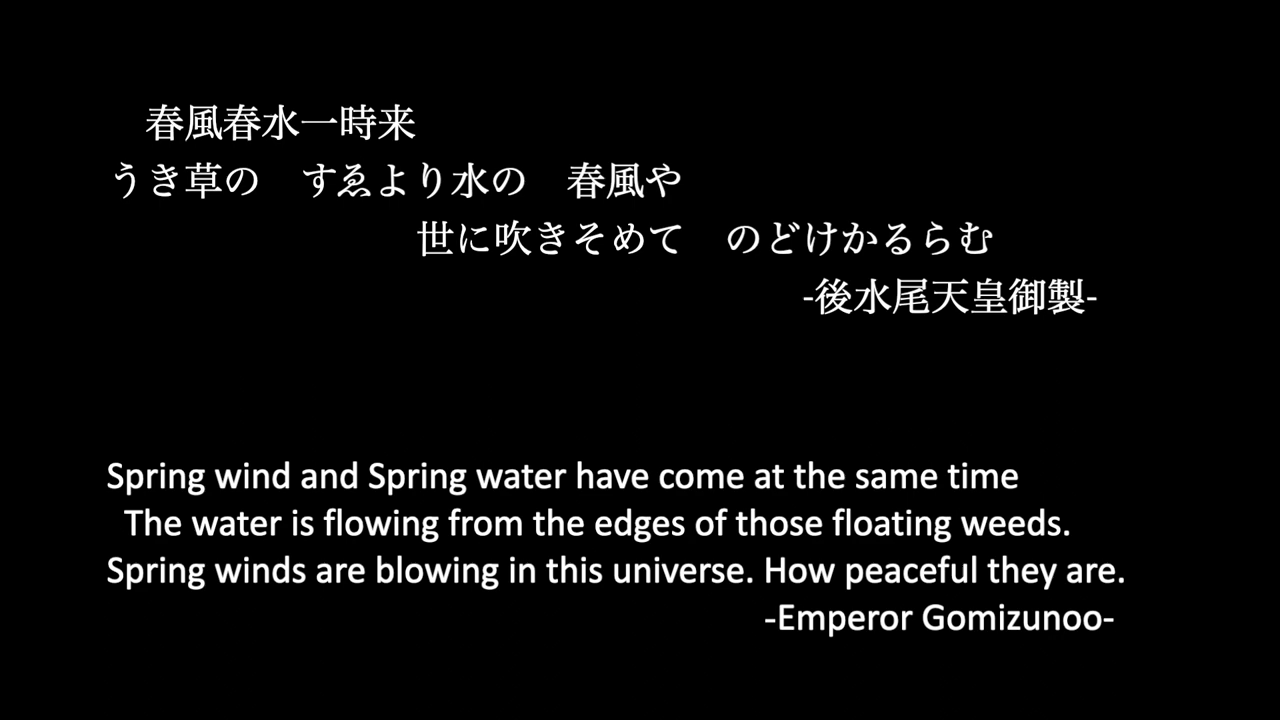 春風春水一時来
うき草の　すゑより水の　春風や
世に吹きそめて　のどけかるらむ
-後水尾天皇御製-
Spring wind and Spring water have come at the same time
The water is flowing from the edges of those floating weeds.
Spring winds are blowing in this universe. How peaceful they are.
-Emperor Gomizunoo-